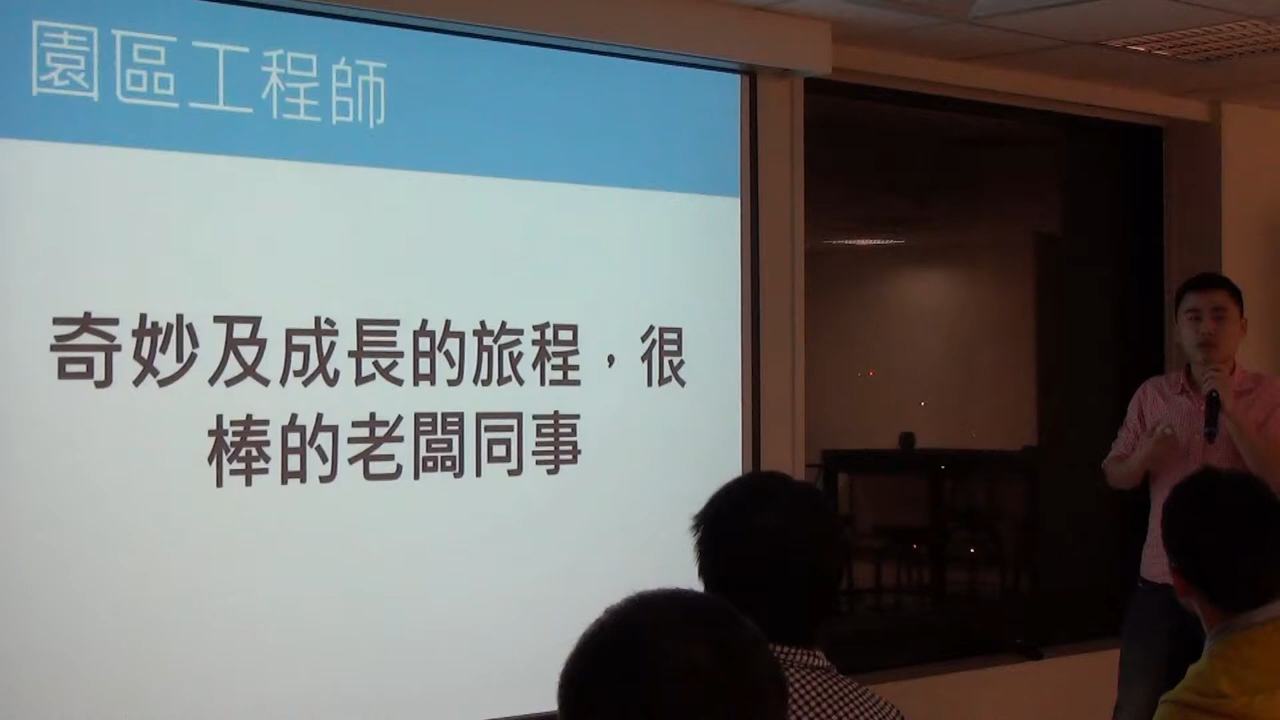 園區工程師
奇妙及成長的旅程，很
棒的老闆同事